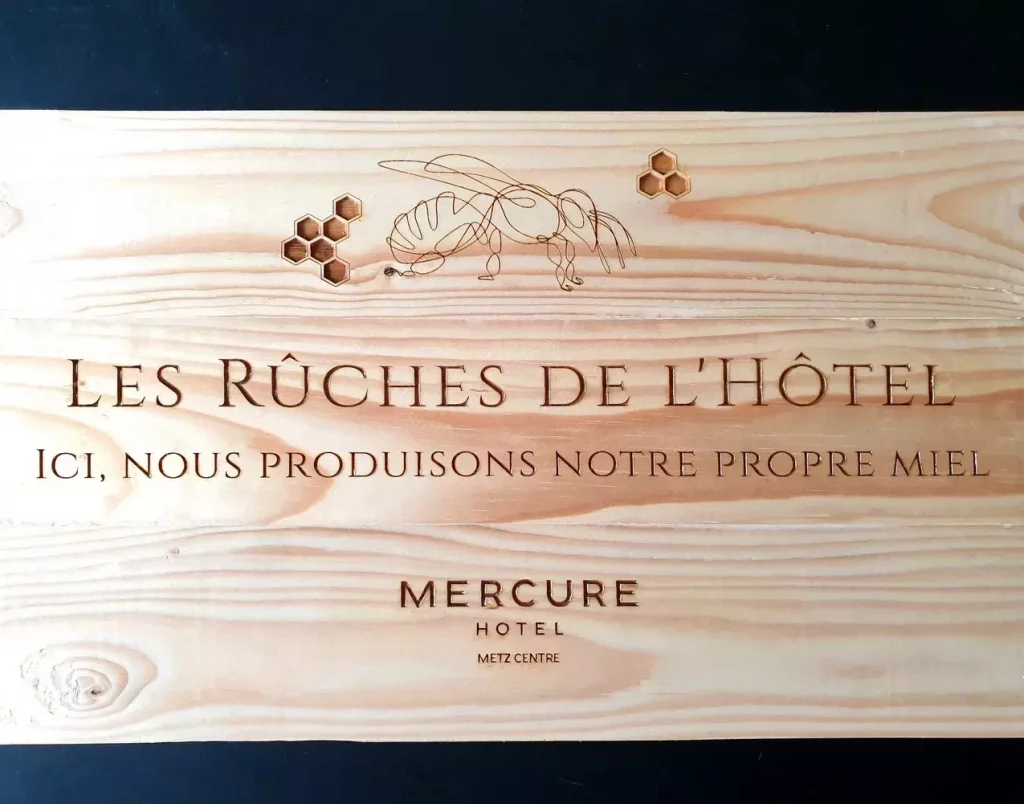 Les Rûches de l'Hôtel
Ici, nous produisons notre propre miel
MERCURE
HOTEL
METZ CENTRE